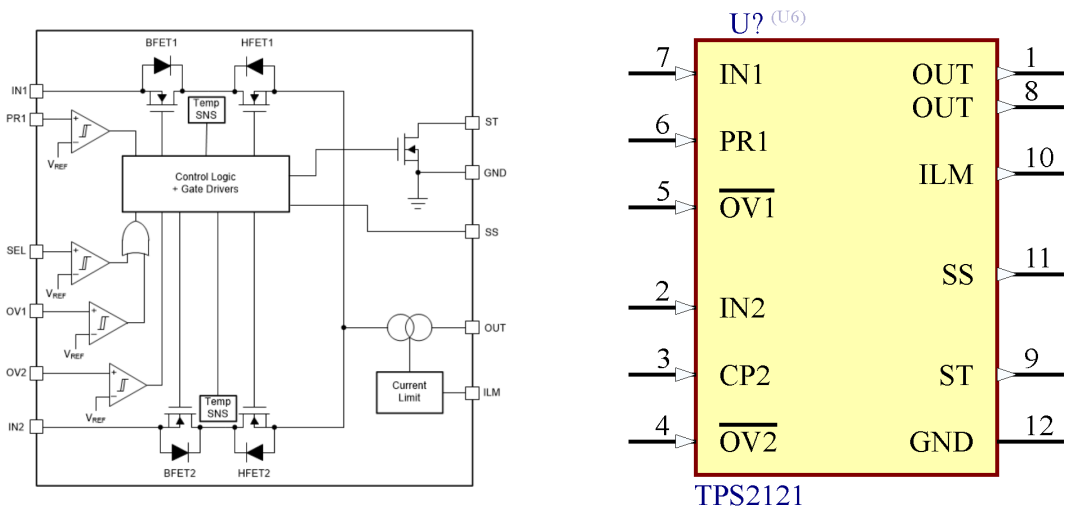 BFET1
HFET1
IN1
PR1
VREF
Temp
SNS
Control Logic
+ Gate Drivers
ST
GND
SS
SEL
VREF
OV1
VREF
OV2
VREF
IN2
Temp
SNS
BFET2
HFET2
OUT
Current
Limit
ILM
U? (U6)
7 IN1
6 PR1
5 OV1
2 IN2
3 CP2
4 OV2
OUT 1
OUT 8
ILM 10
SS 11
ST 9
GND 12
TPS2121